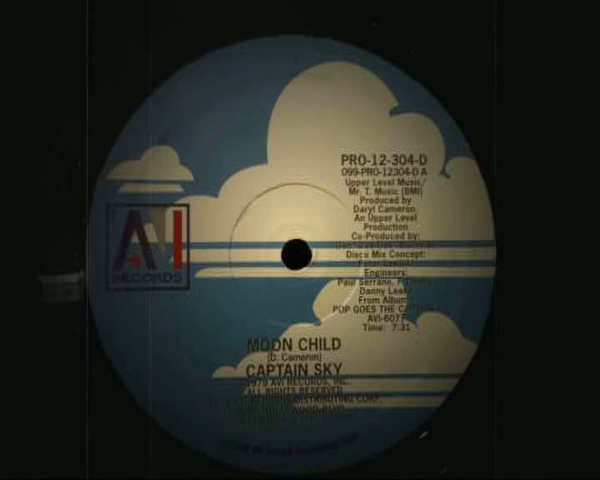 AVI
RECORDS
PRO-12-304-D
099-PRO-12304-D A
Upper Level Music/
Mr. T. Music (BMI)
Produced by
Daryl Cameron
An Upper Level
Production
Co-Produced by:
Disco Mix Concept:
Engineers:
Paul Serrano,
Danny Leake
From Album
POP GOES THE
AVI-6077
Time: 7:31
MOON CHILD
(D. Cameron)
CAPTAIN SKY
1979 AVI RECORDS, INC.
ALL RIGHTS RESERVED
DISTRIBUTING CORP.